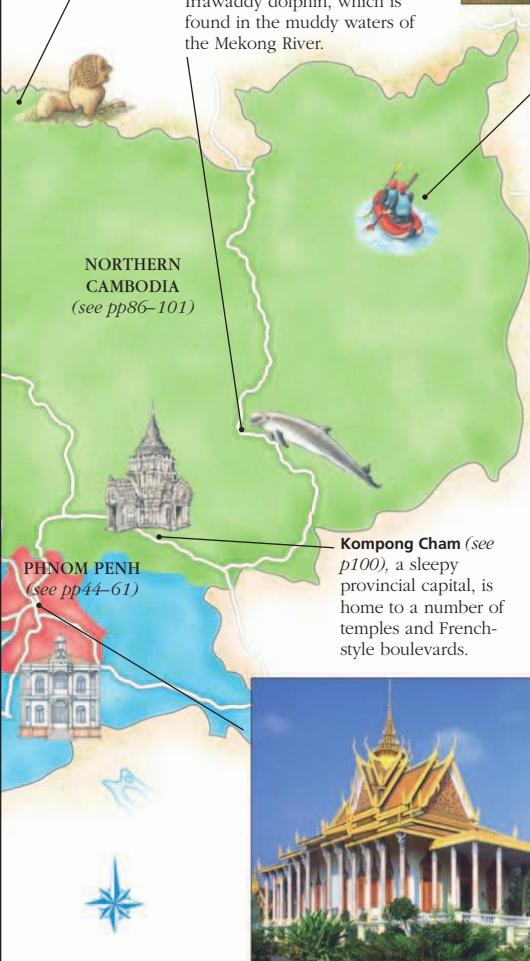 Irrawaddy dolphin, which is
found in the muddy waters of
the Mekong River.
NORTHERN
CAMBODIA
(see pp86–101)
Kompong Cham (see
p100), a sleepy
provincial capital, is
home to a number of
temples and French-
style boulevards.
PHNOM PENH
(see pp44–61)